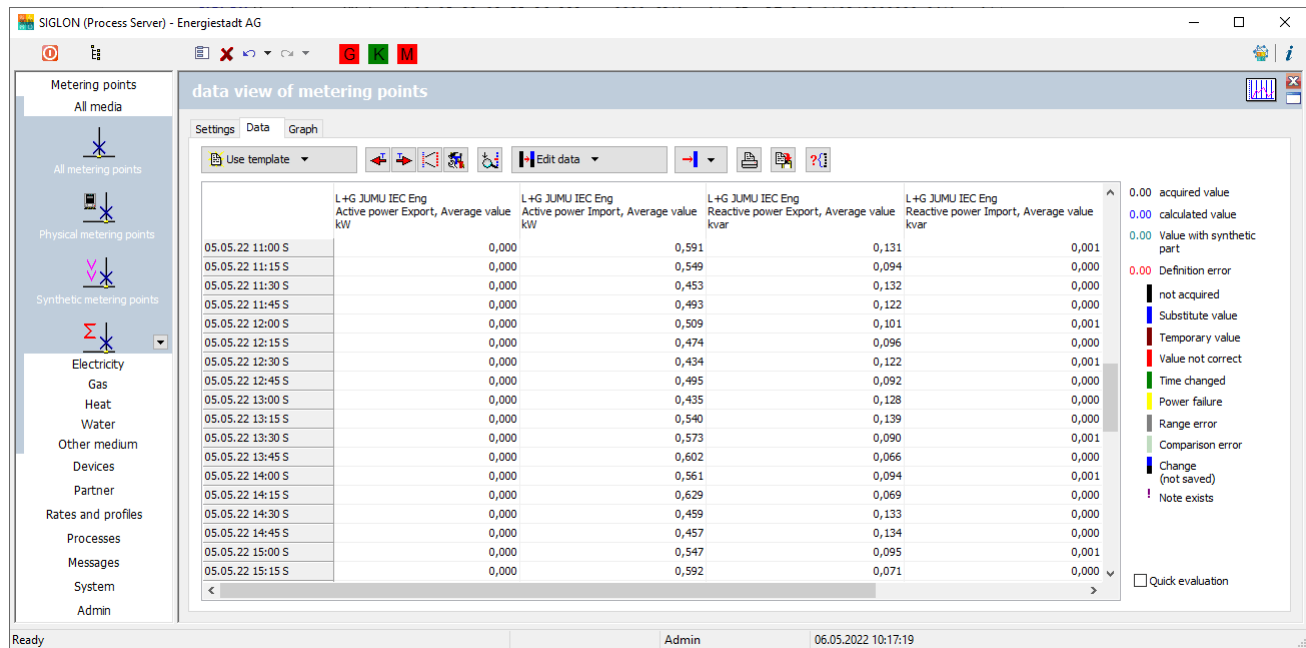 SIGLON (Process Server) - Energiestadt AG
G K M
i
Metering points
All media
All metering points
Physical metering points
Synthetic metering points
Σ
Electricity
Gas
Heat
Water
Other medium
Devices
Partner
Rates and profiles
Processes
Messages
System
Admin
data view of metering points
Settings Data Graph
Use template Edit data ?{
L+G JUMU IEC Eng L+G JUMU IEC Eng L+G JUMU IEC Eng L+G JUMU IEC Eng
Active power Export, Average value Active power Import, Average value Reactive power Export, Average value Reactive power Import, Average value
kW kW kvar kvar
05.05.22 11:00 S 0,000 0,591 0,131 0,001
05.05.22 11:15 S 0,000 0,549 0,094 0,000
05.05.22 11:30 S 0,000 0,453 0,132 0,000
05.05.22 11:45 S 0,000 0,493 0,122 0,000
05.05.22 12:00 S 0,000 0,509 0,101 0,001
05.05.22 12:15 S 0,000 0,474 0,096 0,000
05.05.22 12:30 S 0,000 0,434 0,122 0,001
05.05.22 12:45 S 0,000 0,495 0,092 0,000
05.05.22 13:00 S 0,000 0,435 0,128 0,000
05.05.22 13:15 S 0,000 0,540 0,139 0,000
05.05.22 13:30 S 0,000 0,573 0,090 0,001
05.05.22 13:45 S 0,000 0,602 0,066 0,000
05.05.22 14:00 S 0,000 0,561 0,094 0,001
05.05.22 14:15 S 0,000 0,629 0,069 0,000
05.05.22 14:30 S 0,000 0,459 0,133 0,000
05.05.22 14:45 S 0,000 0,457 0,134 0,000
05.05.22 15:00 S 0,000 0,547 0,095 0,001
05.05.22 15:15 S 0,000 0,592 0,071 0,000
0.00 acquired value
0.00 calculated value
0.00 Value with synthetic
part
0.00 Definition error
not acquired
Substitute value
Temporary value
Value not correct
Time changed
Power failure
Range error
Comparison error
Change
(not saved)
! Note exists
Quick evaluation
Ready Admin 06.05.2022 10:17:19